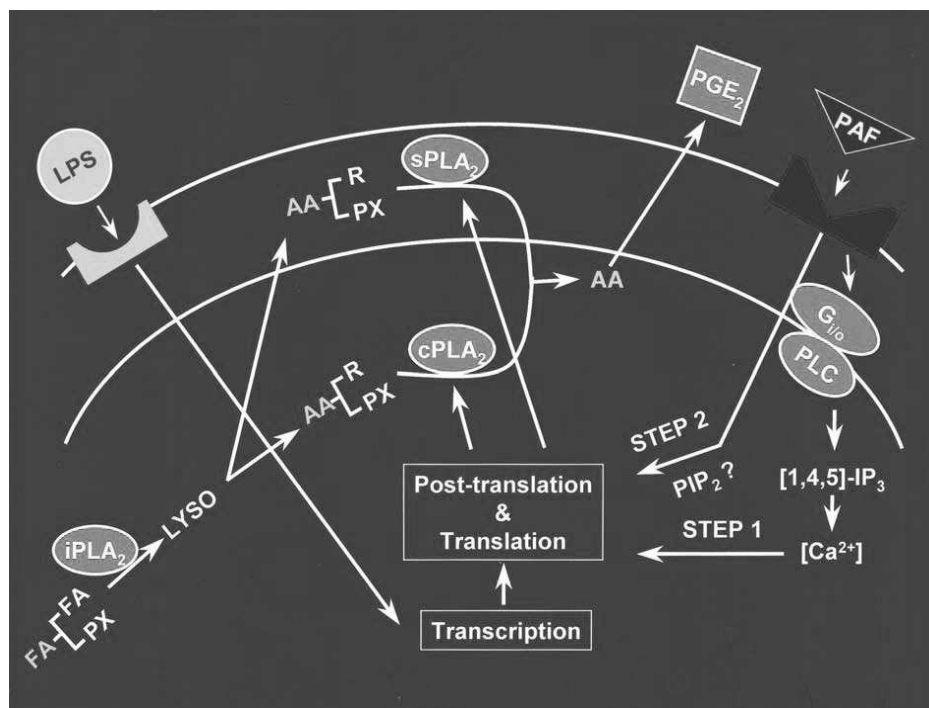 PGE₂
PAF
LPS
sPLA₂
R
AA
PX
AA
Gᵢ/ₒ
cPLA₂
PLC
R
AA
PX
STEP 2
PIP₂ ?
[1,4,5]-IP₃
Post-translation
&
Translation
STEP 1
[Ca²⁺]
LYSO
iPLA₂
FA
FA
PX
Transcription